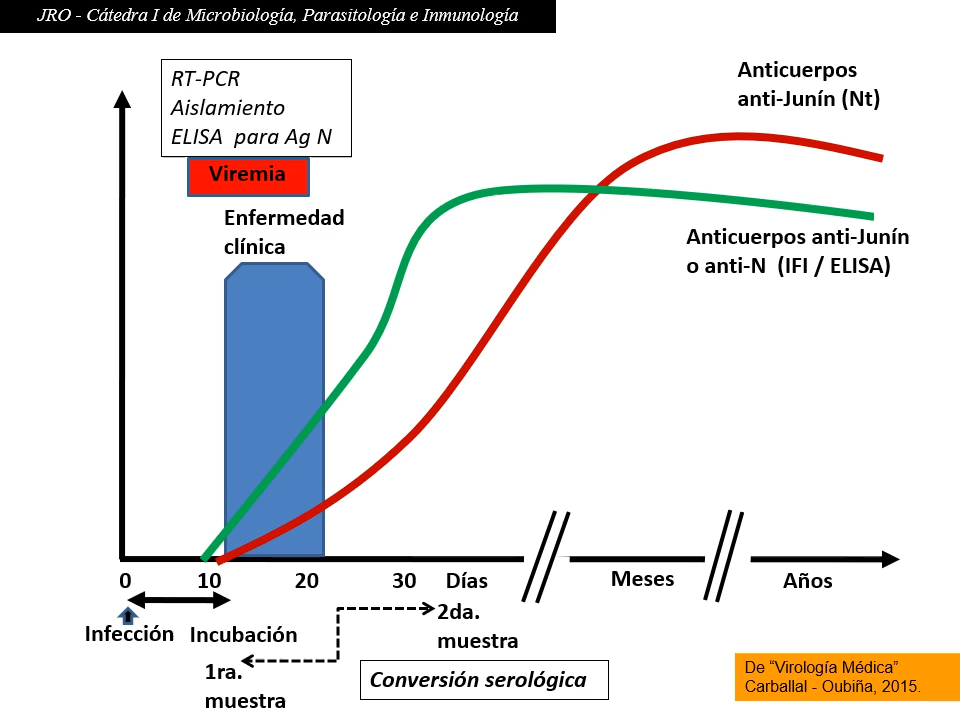 JRO - Cátedra I de Microbiología, Parasitología e Inmunología
RT-PCR
Aislamiento
ELISA para Ag N
Viremia
Enfermedad
clínica
Anticuerpos
anti-Junín (Nt)
Anticuerpos anti-Junín
o anti-N (IFI / ELISA)
0 10 20 30 Días Meses Años
Infección
Incubación
1ra.
muestra
2da.
muestra
Conversión serológica
De “Virología Médica”
Carballal - Oubiña, 2015.